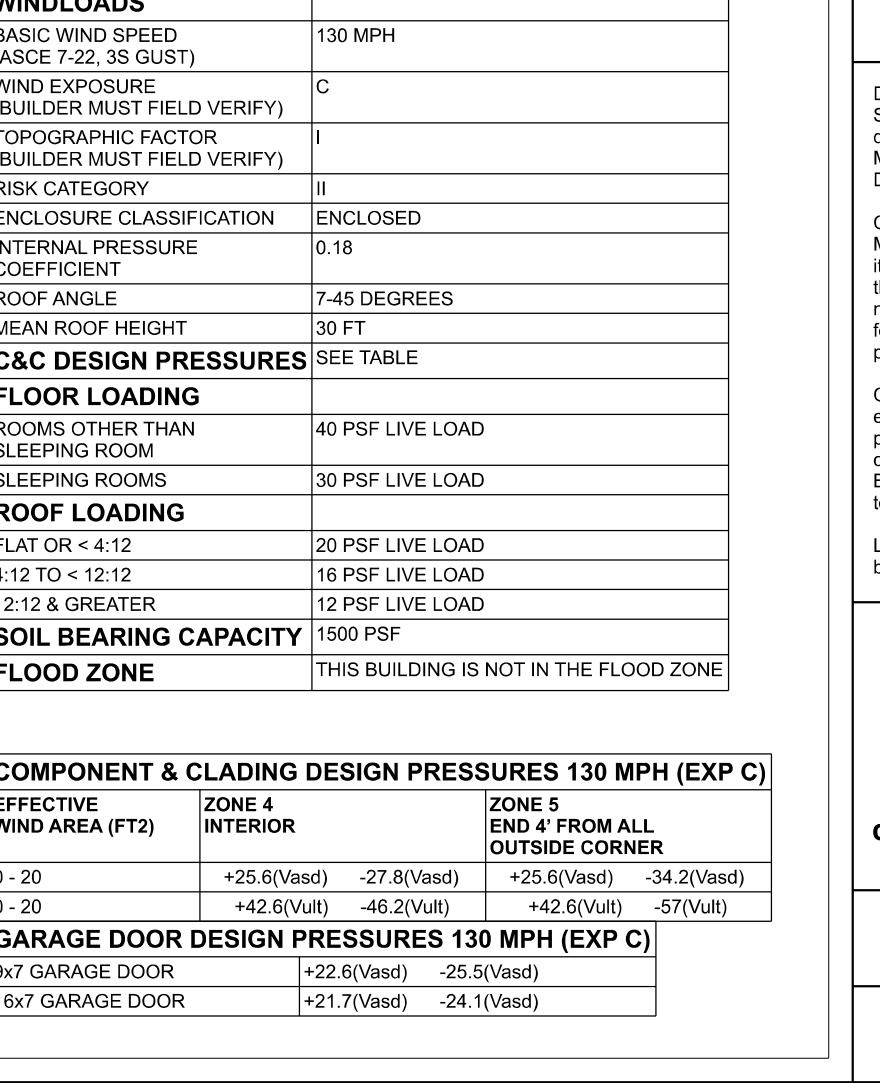 WINDLOADS
BASIC WIND SPEED 130 MPH
(ASCE 7-22, 3S GUST)
WIND EXPOSURE C
(BUILDER MUST FIELD VERIFY)
TOPOGRAPHIC FACTOR I
(BUILDER MUST FIELD VERIFY)
RISK CATEGORY II
ENCLOSURE CLASSIFICATION ENCLOSED
INTERNAL PRESSURE 0.18
COEFFICIENT
ROOF ANGLE 7-45 DEGREES
MEAN ROOF HEIGHT 30 FT
C&C DESIGN PRESSURES SEE TABLE
FLOOR LOADING
ROOMS OTHER THAN 40 PSF LIVE LOAD
SLEEPING ROOM
SLEEPING ROOMS 30 PSF LIVE LOAD
ROOF LOADING
FLAT OR < 4:12 20 PSF LIVE LOAD
4:12 TO < 12:12 16 PSF LIVE LOAD
2:12 & GREATER 12 PSF LIVE LOAD
SOIL BEARING CAPACITY 1500 PSF
FLOOD ZONE THIS BUILDING IS NOT IN THE FLOOD ZONE
COMPONENT & CLADING DESIGN PRESSURES 130 MPH (EXP C)
EFFECTIVE ZONE 4 ZONE 5
WIND AREA (FT2) INTERIOR END 4' FROM ALL
OUTSIDE CORNER
0 - 20 +25.6(Vasd) -27.8(Vasd) +25.6(Vasd) -34.2(Vasd)
0 - 20 +42.6(Vult) -46.2(Vult) +42.6(Vult) -57(Vult)
GARAGE DOOR DESIGN PRESSURES 130 MPH (EXP C)
9x7 GARAGE DOOR +22.6(Vasd) -25.5(Vasd)
6x7 GARAGE DOOR +21.7(Vasd) -24.1(Vasd)